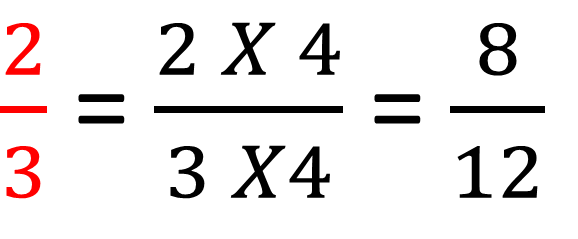 2/3 = 2 X 4/3 X4 = 8/12